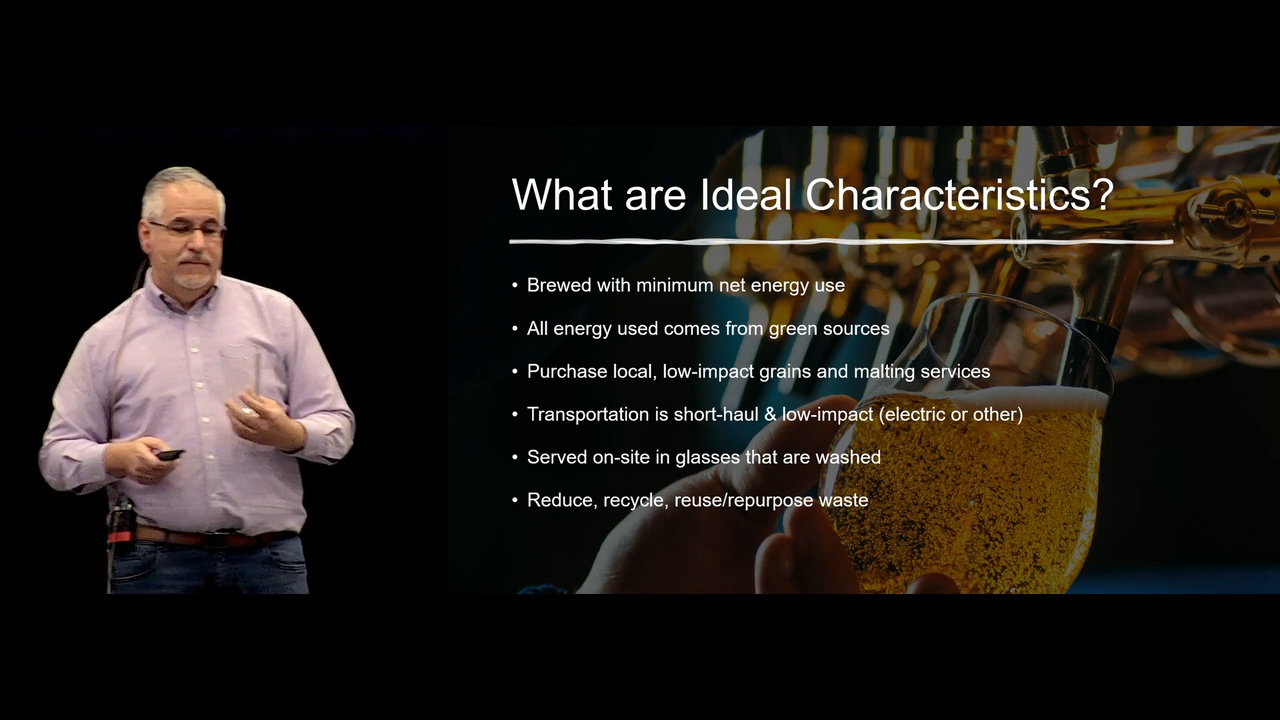 What are Ideal Characteristics?
• Brewed with minimum net energy use
• All energy used comes from green sources
• Purchase local, low-impact grains and malting services
• Transportation is short-haul & low-impact (electric or other)
• Served on-site in glasses that are washed
• Reduce, recycle, reuse/repurpose waste